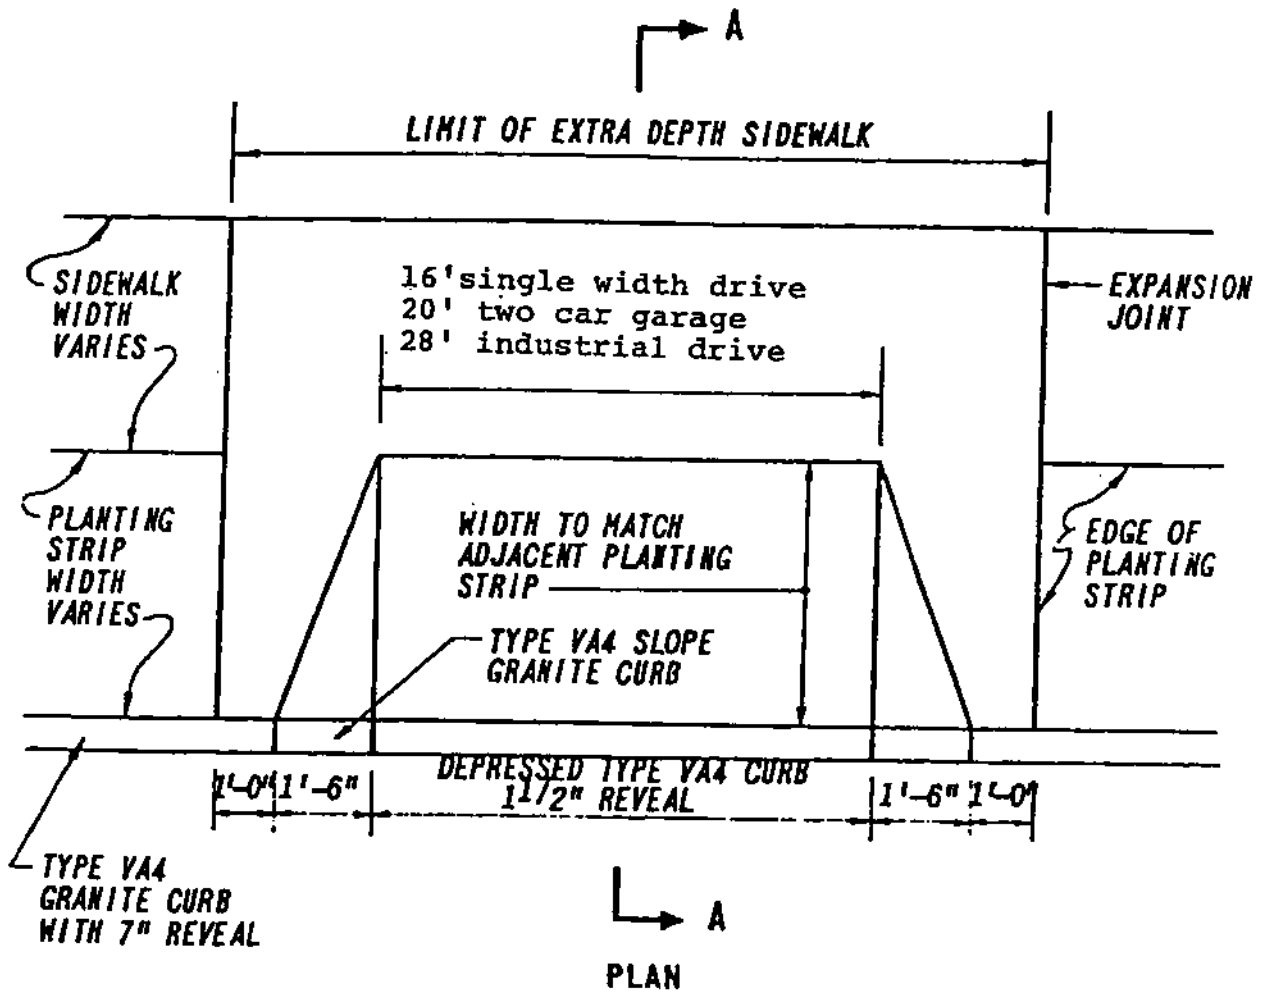 A
LIMIT OF EXTRA DEPTH SIDEWALK
SIDEWALK
WIDTH
VARIES
16'single width drive
20' two car garage
28' industrial drive
EXPANSION
JOINT
PLANTING
STRIP
WIDTH
VARIES
WIDTH TO MATCH
ADJACENT PLANTING
STRIP
EDGE OF
PLANTING
STRIP
TYPE VA4 SLOPE
GRANITE CURB
DEPRESSED TYPE VA4 CURB
1 1/2" REVEAL
1'-0"
1'-6"
1'-6"
1'-0"
TYPE VA4
GRANITE CURB
WITH 7" REVEAL
A
PLAN